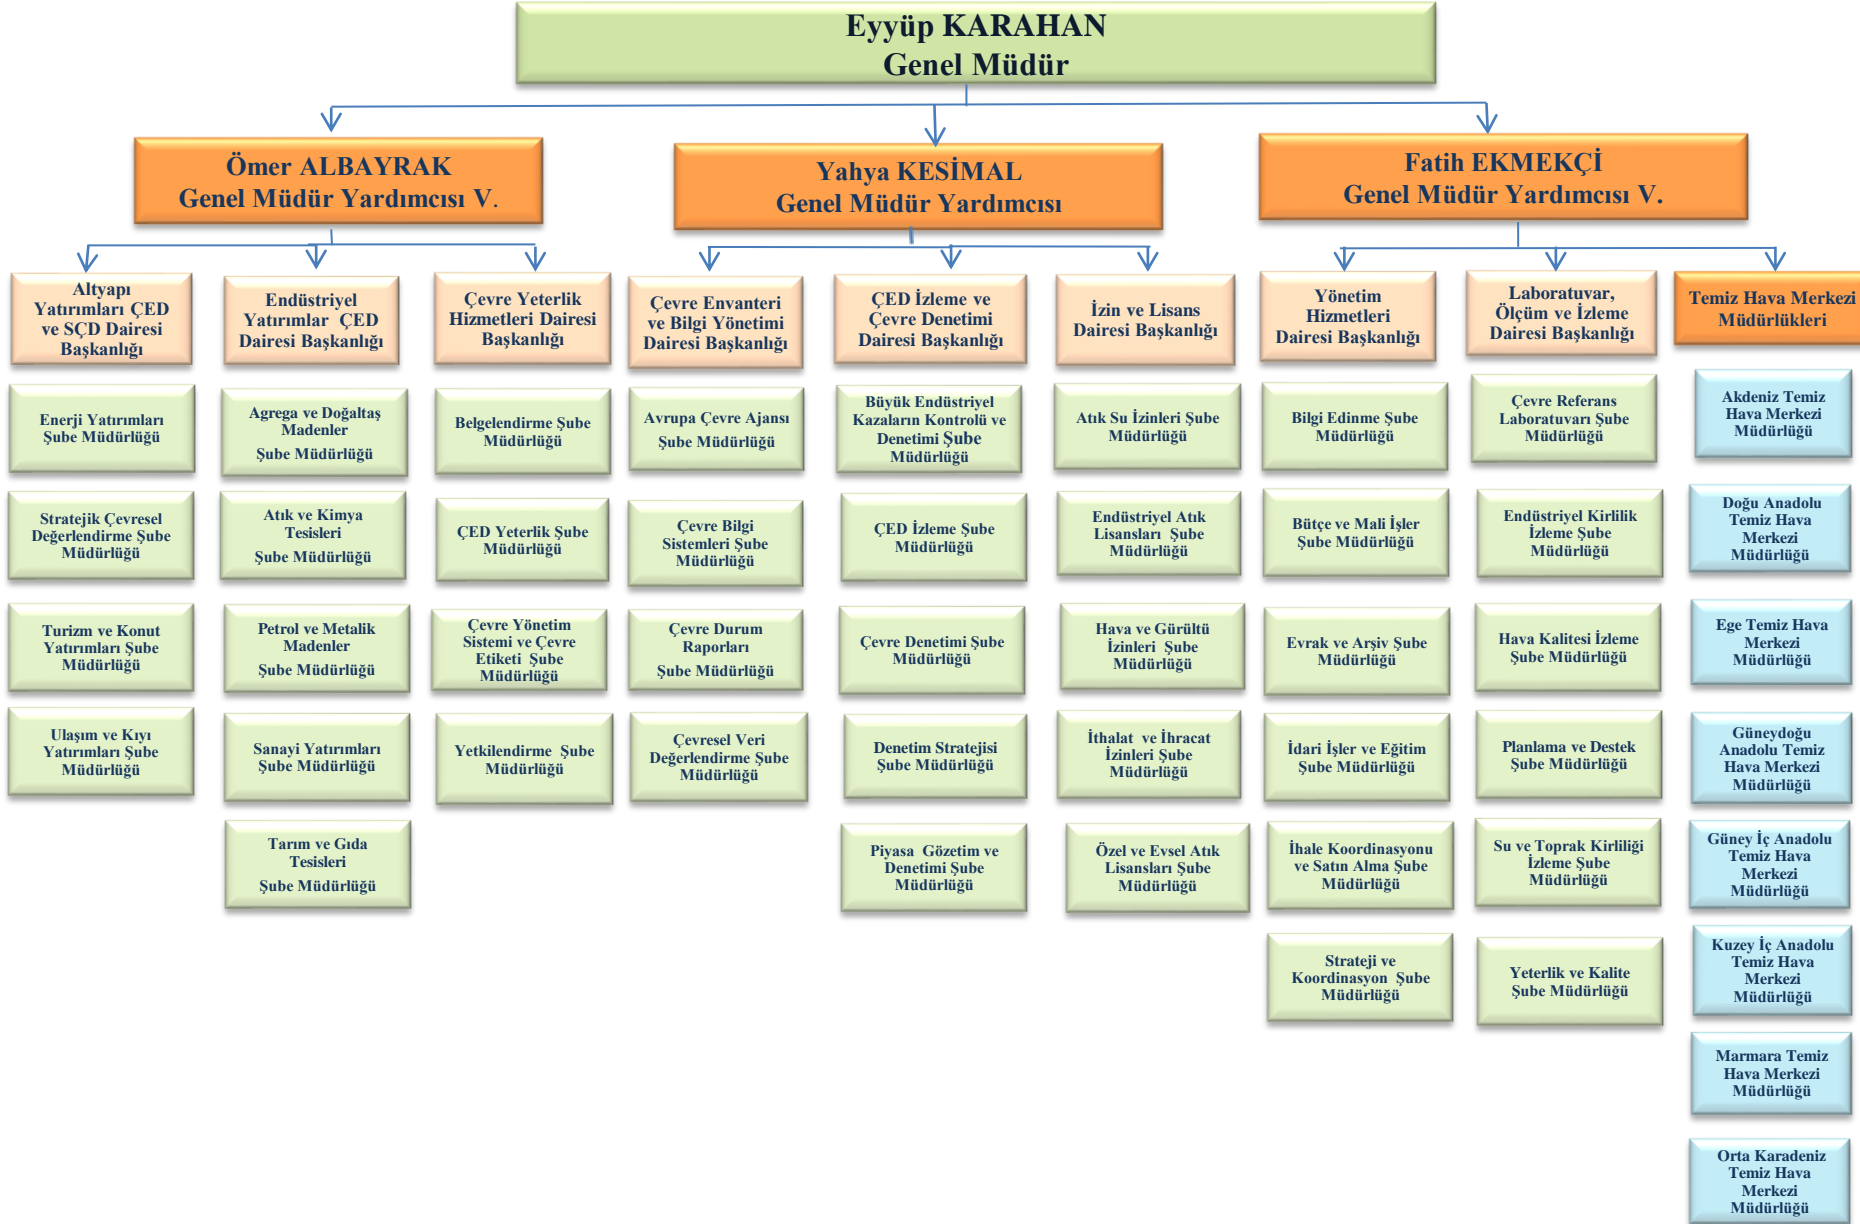 Eyyüp KARAHAN
Genel Müdür
Ömer ALBAYRAK
Genel Müdür Yardımcısı V.
Yahya KESİMAL
Genel Müdür Yardımcısı
Fatih EKMEKÇİ
Genel Müdür Yardımcısı V.
Altyapı
Yatırımları ÇED
ve SÇD Dairesi
Başkanlığı
Endüstriyel
Yatırımlar ÇED
Dairesi Başkanlığı
Çevre Yeterlik
Hizmetleri Dairesi
Başkanlığı
Çevre Envanteri
ve Bilgi Yönetimi
Dairesi Başkanlığı
ÇED İzleme ve
Çevre Denetimi
Dairesi Başkanlığı
İzin ve Lisans
Dairesi Başkanlığı
Yönetim
Hizmetleri
Dairesi Başkanlığı
Laboratuvar,
Ölçüm ve İzleme
Dairesi Başkanlığı
Temiz Hava Merkezi
Müdürlükleri
Enerji Yatırımları
Şube Müdürlüğü
Agrega ve Doğaltaş
Madenler
Şube Müdürlüğü
Belgelendirme Şube
Müdürlüğü
Avrupa Çevre Ajansı
Şube Müdürlüğü
Büyük Endüstriyel
Kazaların Kontrolü ve
Denetimi Şube
Müdürlüğü
Atık Su İzinleri Şube
Müdürlüğü
Bilgi Edinme Şube
Müdürlüğü
Çevre Referans
Laboratuvarı Şube
Müdürlüğü
Akdeniz Temiz
Hava Merkezi
Müdürlüğü
Stratejik Çevresel
Değerlendirme Şube
Müdürlüğü
Atık ve Kimya
Tesisleri
Şube Müdürlüğü
ÇED Yeterlik Şube
Müdürlüğü
Çevre Bilgi
Sistemleri Şube
Müdürlüğü
ÇED İzleme Şube
Müdürlüğü
Endüstriyel Atık
Lisansları Şube
Müdürlüğü
Bütçe ve Mali İşler
Şube Müdürlüğü
Endüstriyel Kirlilik
İzleme Şube
Müdürlüğü
Doğu Anadolu
Temiz Hava
Merkezi
Müdürlüğü
Turizm ve Konut
Yatırımları Şube
Müdürlüğü
Petrol ve Metalik
Madenler
Şube Müdürlüğü
Çevre Yönetim
Sistemi ve Çevre
Etiketi Şube
Müdürlüğü
Çevre Durum
Raporları
Şube Müdürlüğü
Çevre Denetimi Şube
Müdürlüğü
Hava ve Gürültü
İzinleri Şube
Müdürlüğü
Evrak ve Arşiv Şube
Müdürlüğü
Hava Kalitesi İzleme
Şube Müdürlüğü
Ege Temiz Hava
Merkezi
Müdürlüğü
Ulaşım ve Kıyı
Yatırımları Şube
Müdürlüğü
Sanayi Yatırımları
Şube Müdürlüğü
Yetkilendirme Şube
Müdürlüğü
Çevresel Veri
Değerlendirme Şube
Müdürlüğü
Denetim Stratejisi
Şube Müdürlüğü
İthalat ve İhracat
İzinleri Şube
Müdürlüğü
İdari İşler ve Eğitim
Şube Müdürlüğü
Planlama ve Destek
Şube Müdürlüğü
Güneydoğu
Anadolu Temiz
Hava Merkezi
Müdürlüğü
Tarım ve Gıda
Tesisleri
Şube Müdürlüğü
Piyasa Gözetim ve
Denetimi Şube
Müdürlüğü
Özel ve Evsel Atık
Lisansları Şube
Müdürlüğü
İhale Koordinasyonu
ve Satın Alma Şube
Müdürlüğü
Su ve Toprak Kirliliği
İzleme Şube
Müdürlüğü
Güney İç Anadolu
Temiz Hava
Merkezi
Müdürlüğü
Strateji ve
Koordinasyon Şube
Müdürlüğü
Yeterlik ve Kalite
Şube Müdürlüğü
Kuzey İç Anadolu
Temiz Hava
Merkezi
Müdürlüğü
Marmara Temiz
Hava Merkezi
Müdürlüğü
Orta Karadeniz
Temiz Hava
Merkezi
Müdürlüğü